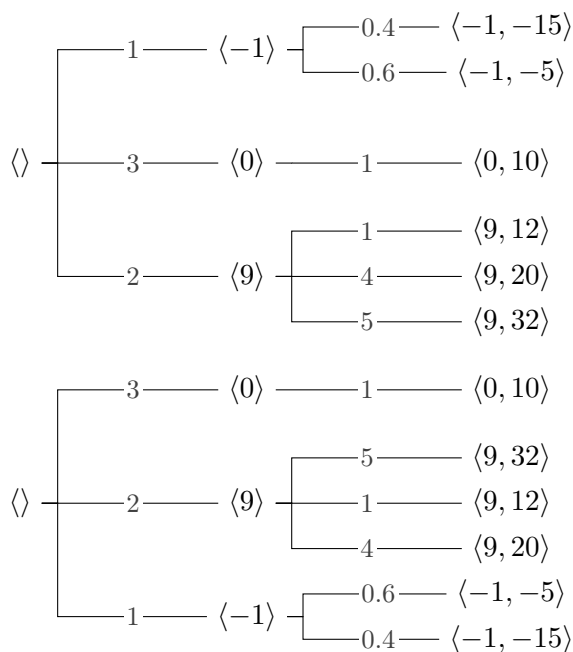 0.4 ⟨−1, −15⟩
1 ⟨−1⟩
0.6 ⟨−1, −5⟩
⟨⟩ 3 ⟨0⟩ 1 ⟨0, 10⟩
1 ⟨9, 12⟩
2 ⟨9⟩ 4 ⟨9, 20⟩
5 ⟨9, 32⟩
3 ⟨0⟩ 1 ⟨0, 10⟩
5 ⟨9, 32⟩
⟨⟩ 2 ⟨9⟩ 1 ⟨9, 12⟩
4 ⟨9, 20⟩
0.6 ⟨−1, −5⟩
1 ⟨−1⟩
0.4 ⟨−1, −15⟩